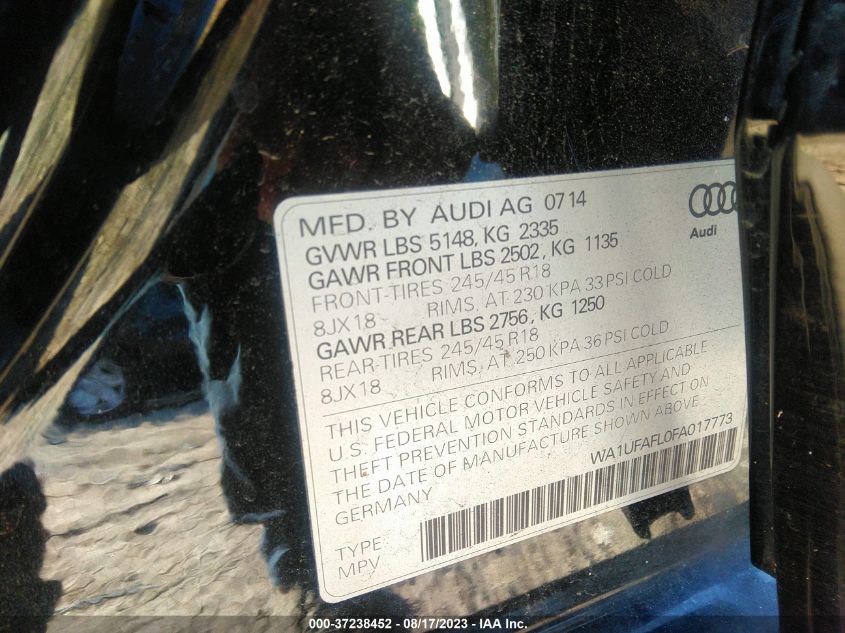 MFD. BY AUDI AG 07 14
GVWR LBS 5148, KG 2335
GAWR FRONT LBS 2502, KG 1135
FRONT-TIRES 245/45 R18
8JX18 RIMS, AT 230 KPA 33 PSI COLD
GAWR REAR LBS 2756, KG 1250
REAR-TIRES 245/45 R18
8JX18 RIMS, AT 250 KPA 36 PSI COLD
Audi
THIS VEHICLE CONFORMS TO ALL APPLICABLE
U.S. FEDERAL MOTOR VEHICLE SAFETY AND
THEFT PREVENTION STANDARDS IN EFFECT ON
THE DATE OF MANUFACTURE SHOWN ABOVE.
GERMANY
WA1UFAFL0FA017773
TYPE:
MPV
000-37238452 - 08/17/2023 - IAA Inc.